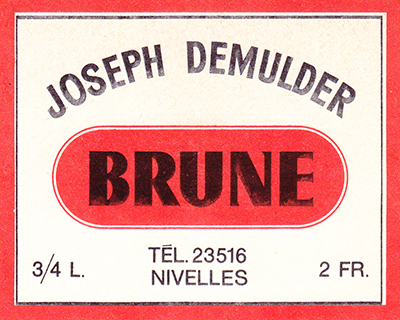 JOSEPH DEMULDER
BRUNE
3/4 L.
TÉL. 23516
NIVELLES
2 FR.